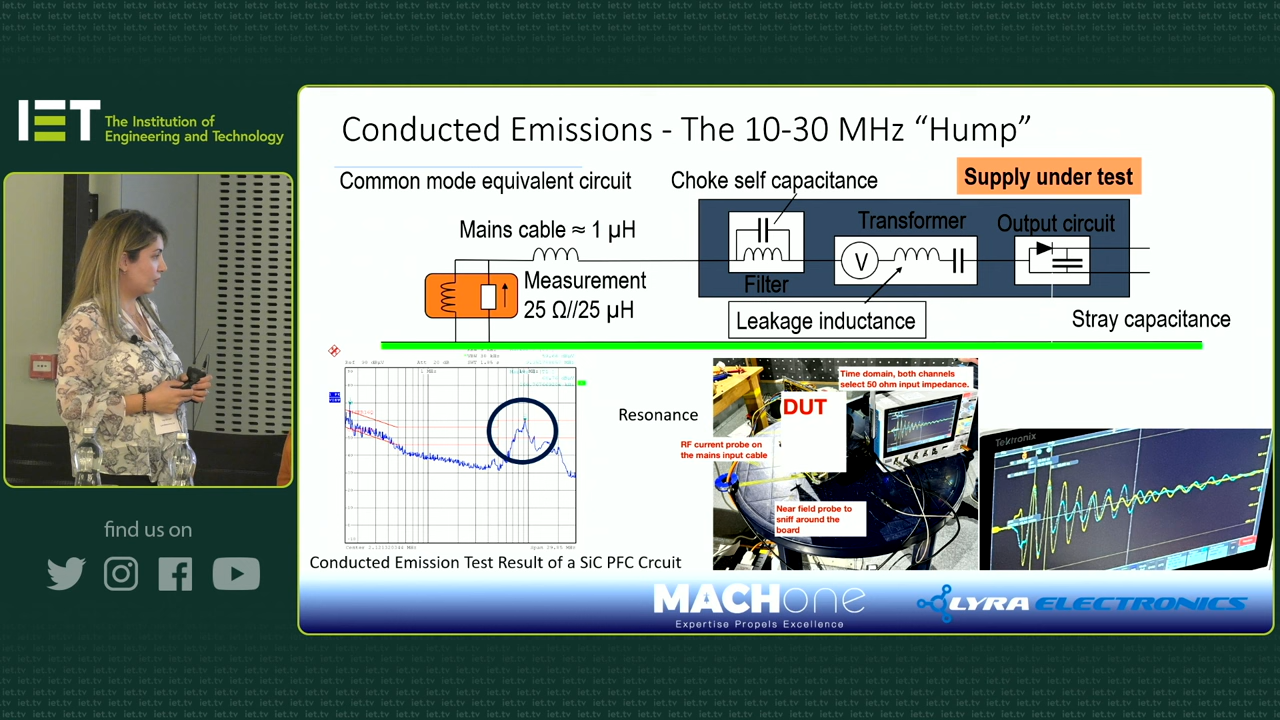 IET The Institution of
Engineering and Technology
find us on
Conducted Emissions - The 10-30 MHz “Hump”
Common mode equivalent circuit
Choke self capacitance
Supply under test
Mains cable ≈ 1 µH
Transformer
Output circuit
V
Measurement
25 Ω//25 µH
Filter
Leakage inductance
Stray capacitance
Resonance
Time domain, both channels
select 50 ohm input impedance.
DUT
RF current probe on
the mains input cable
Near field probe to
sniff around the
board
Tektronix
Conducted Emission Test Result of a SiC PFC Crcuit
MACHone
Expertise Propels Excellence
LYRA ELECTRONICS